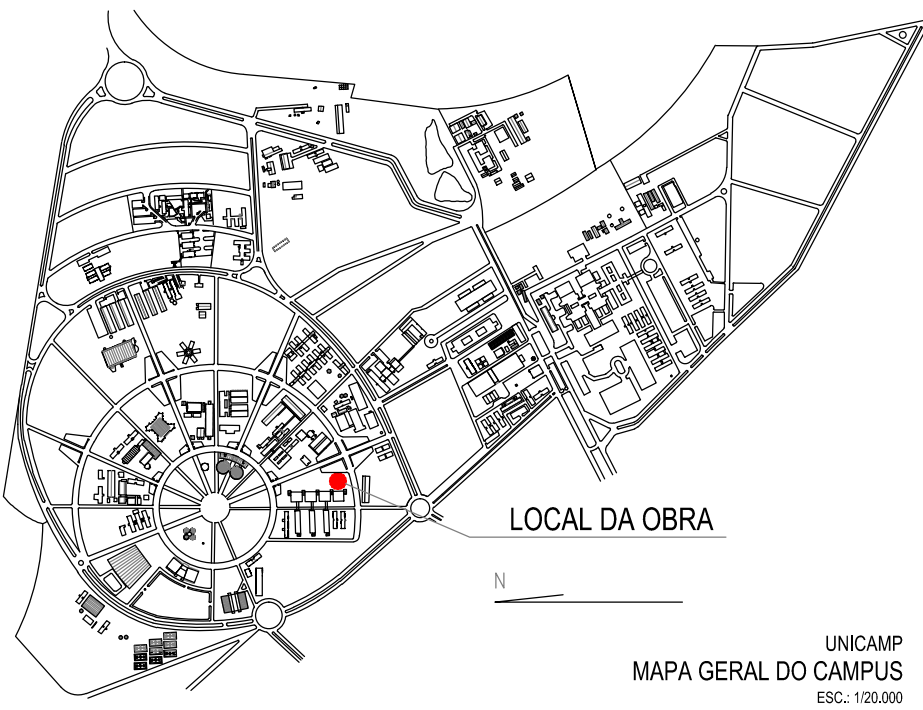 LOCAL DA OBRA
N
UNICAMP
MAPA GERAL DO CAMPUS
ESC.: 1/20.000